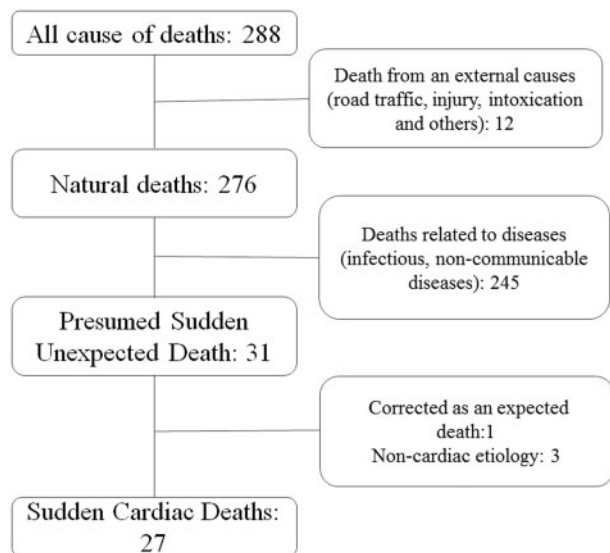 All cause of deaths: 288
Death from an external causes
(road traffic, injury, intoxication
and others): 12
Natural deaths: 276
Deaths related to diseases
(infectious, non-communicable
diseases): 245
Presumed Sudden
Unexpected Death: 31
Corrected as an expected
death:1
Non-cardiac etiology: 3
Sudden Cardiac Deaths:
27